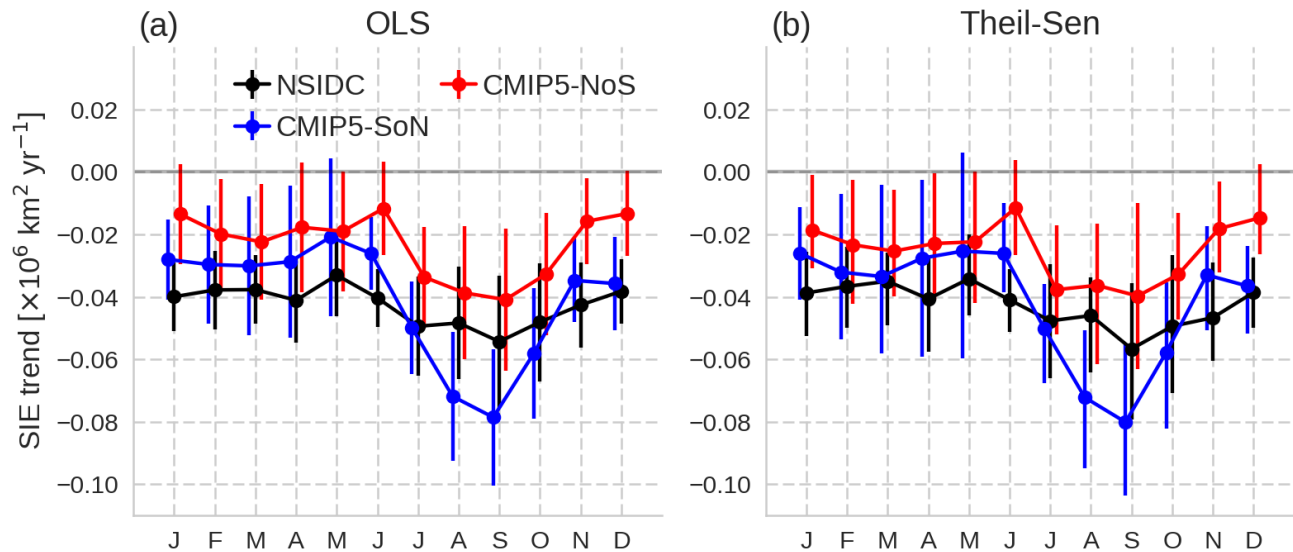 (a) OLS
(b) Theil-Sen
NSIDC CMIP5-NoS
CMIP5-SoN
SIE trend [×10⁶ km² yr⁻¹]
0.02
0.00
−0.02
−0.04
−0.06
−0.08
−0.10
J F M A M J J A S O N D
0.02
0.00
−0.02
−0.04
−0.06
−0.08
−0.10
J F M A M J J A S O N D